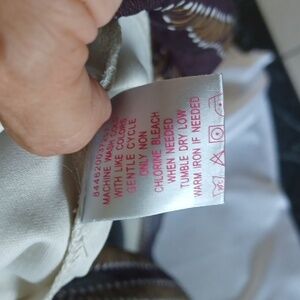 MACHINE WASH COLD
WITH LIKE COLORS
GENTLE CYCLE
ONLY NON
CHLORINE BLEACH
WHEN NEEDED
TUMBLE DRY LOW
WARM IRON IF NEEDED